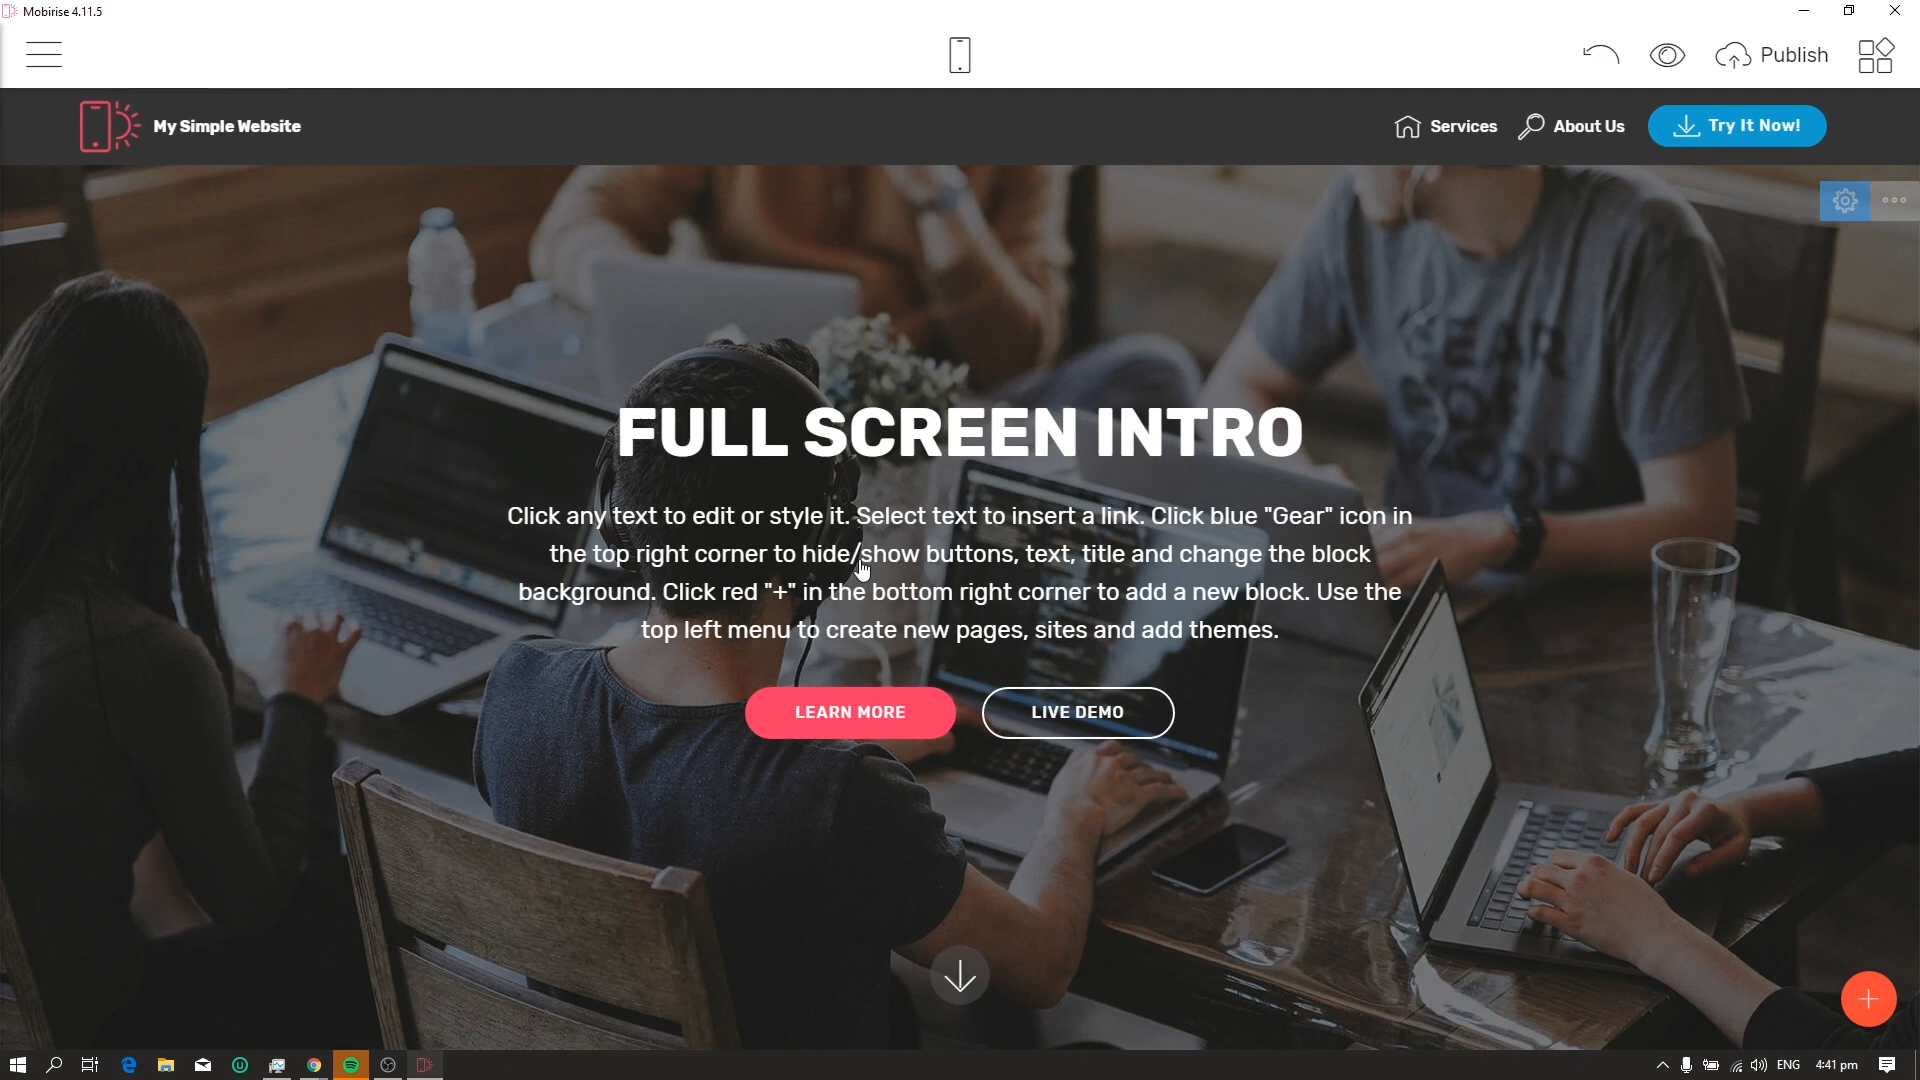 Mobirise 4.11.5
Publish
My Simple Website
Services
About Us
Try It Now!
FULL SCREEN INTRO
Click any text to edit or style it. Select text to insert a link. Click blue "Gear" icon in
the top right corner to hide/show buttons, text, title and change the block
background. Click red "+" in the bottom right corner to add a new block. Use the
top left menu to create new pages, sites and add themes.
LEARN MORE
LIVE DEMO
ENG
4:41 pm